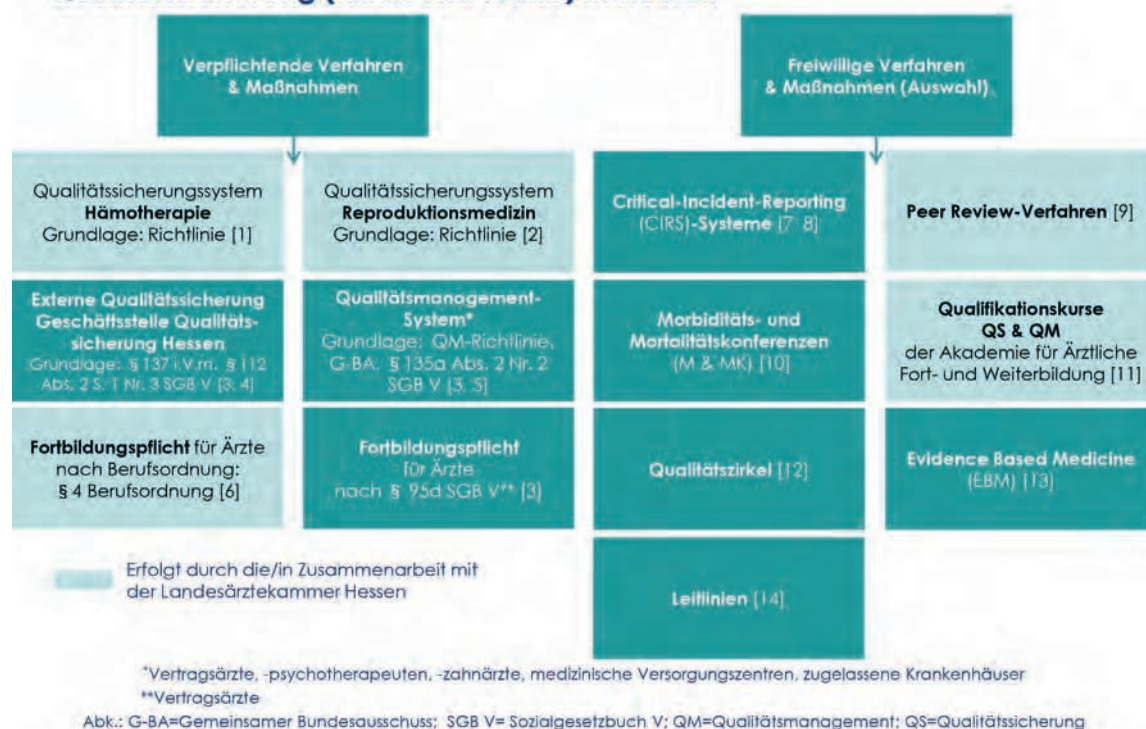 Verpflichtende Verfahren
& Maßnahmen
Freiwillige Verfahren
& Maßnahmen (Auswahl)
Qualitätssicherungssystem
Hämotherapie
Grundlage: Richtlinie [1]
Qualitätssicherungssystem
Reproduktionsmedizin
Grundlage: Richtlinie [2]
Critical-Incident-Reporting
(CIRS)-Systeme [7 8]
Peer Review-Verfahren [9]
Externe Qualitätssicherung
Geschäftsstelle Qualitäts-
sicherung Hessen
Grundlage: § 137 i.V.m. § 112
Abs. 2 S. 1 Nr. 3 SGB V [3, 4]
Qualitätsmanagement-
System*
Grundlage: QM-Richtlinie,
G-BA. § 135a Abs. 2 Nr. 2
SGB V [3, 5]
Morbiditäts- und
Mortalitätskonferenzen
(M & MK) [10]
Qualifikationskurse
QS & QM
der Akademie für Ärztliche
Fort- und Weiterbildung [11]
Fortbildungspflicht für Ärzte
nach Berufsordnung:
§ 4 Berufsordnung [6]
Fortbildungspflicht
für Ärzte
nach § 95d SGB V** [3]
Qualitätszirkel [12]
Evidence Based Medicine
(EBM) [13]
Leitlinien [14]
Erfolgt durch die/in Zusammenarbeit mit
der Landesärztekammer Hessen
*Vertragsärzte, -psychotherapeuten, -zahnärzte, medizinische Versorgungszentren, zugelassene Krankenhäuser
**Vertragsärzte
Abk.: G-BA=Gemeinsamer Bundesausschuss; SGB V= Sozialgesetzbuch V; QM=Qualitätsmanagement; QS=Qualitätssicherung